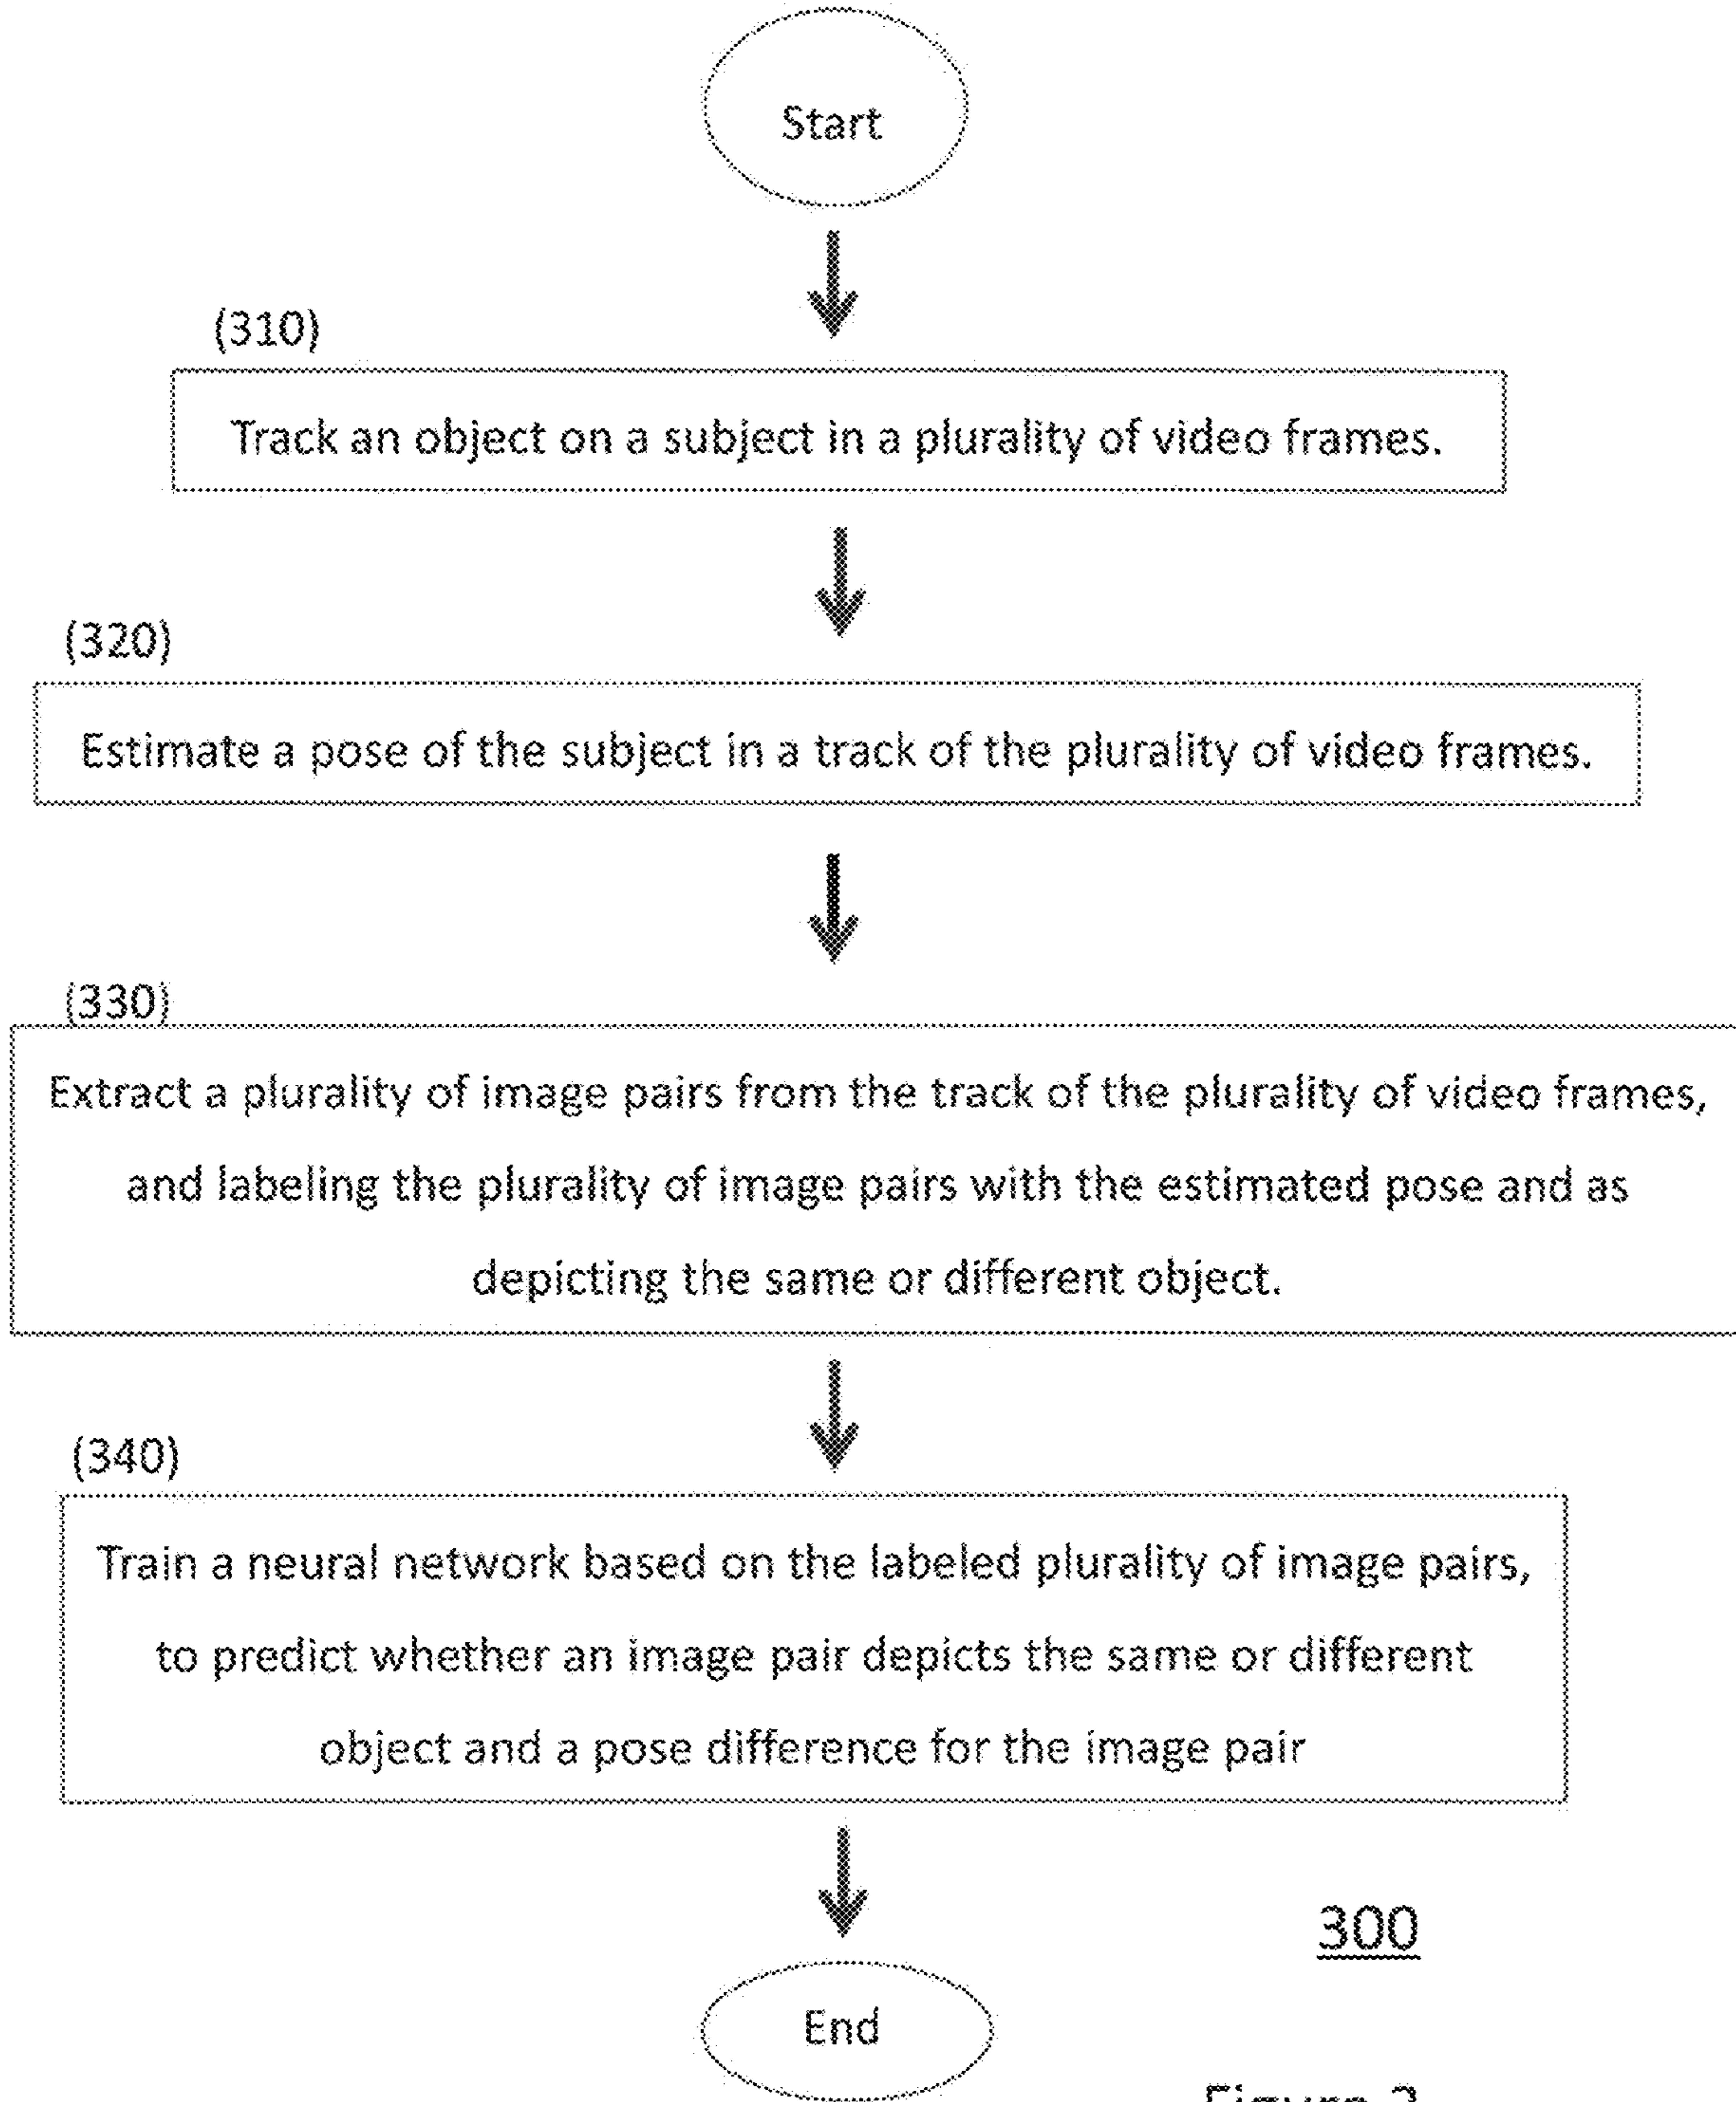 Start
(310)
Track an object on a subject in a plurality of video frames.
(320)
Estimate a pose of the subject in a track of the plurality of video frames.
(330)
Extract a plurality of image pairs from the track of the plurality of video frames,
and labeling the plurality of image pairs with the estimated pose and as
depicting the same or different object.
(340)
Train a neural network based on the labeled plurality of image pairs,
to predict whether an image pair depicts the same or different
object and a pose difference for the image pair
300
End
Figure